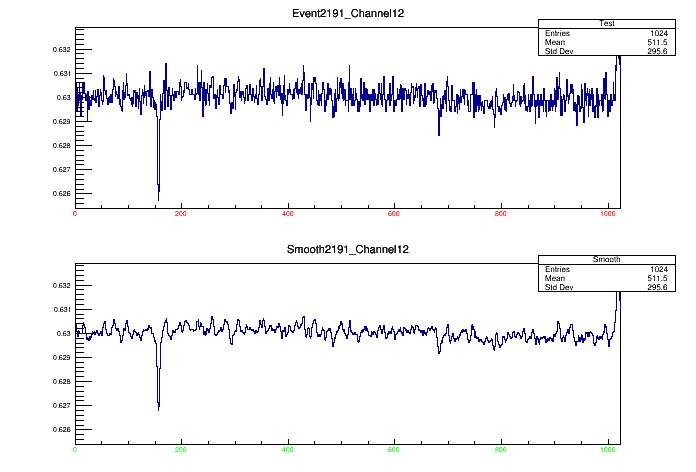 Event2191_Channel12
Test
Entries 1024
Mean 511.5
Std Dev 295.6
0.632
0.631
0.63
0.629
0.628
0.627
0.626
0 200 400 600 800 1000
Smooth2191_Channel12
Smooth
Entries 1024
Mean 511.5
Std Dev 295.6
0.632
0.631
0.63
0.629
0.628
0.627
0.626
0 200 400 600 800 1000